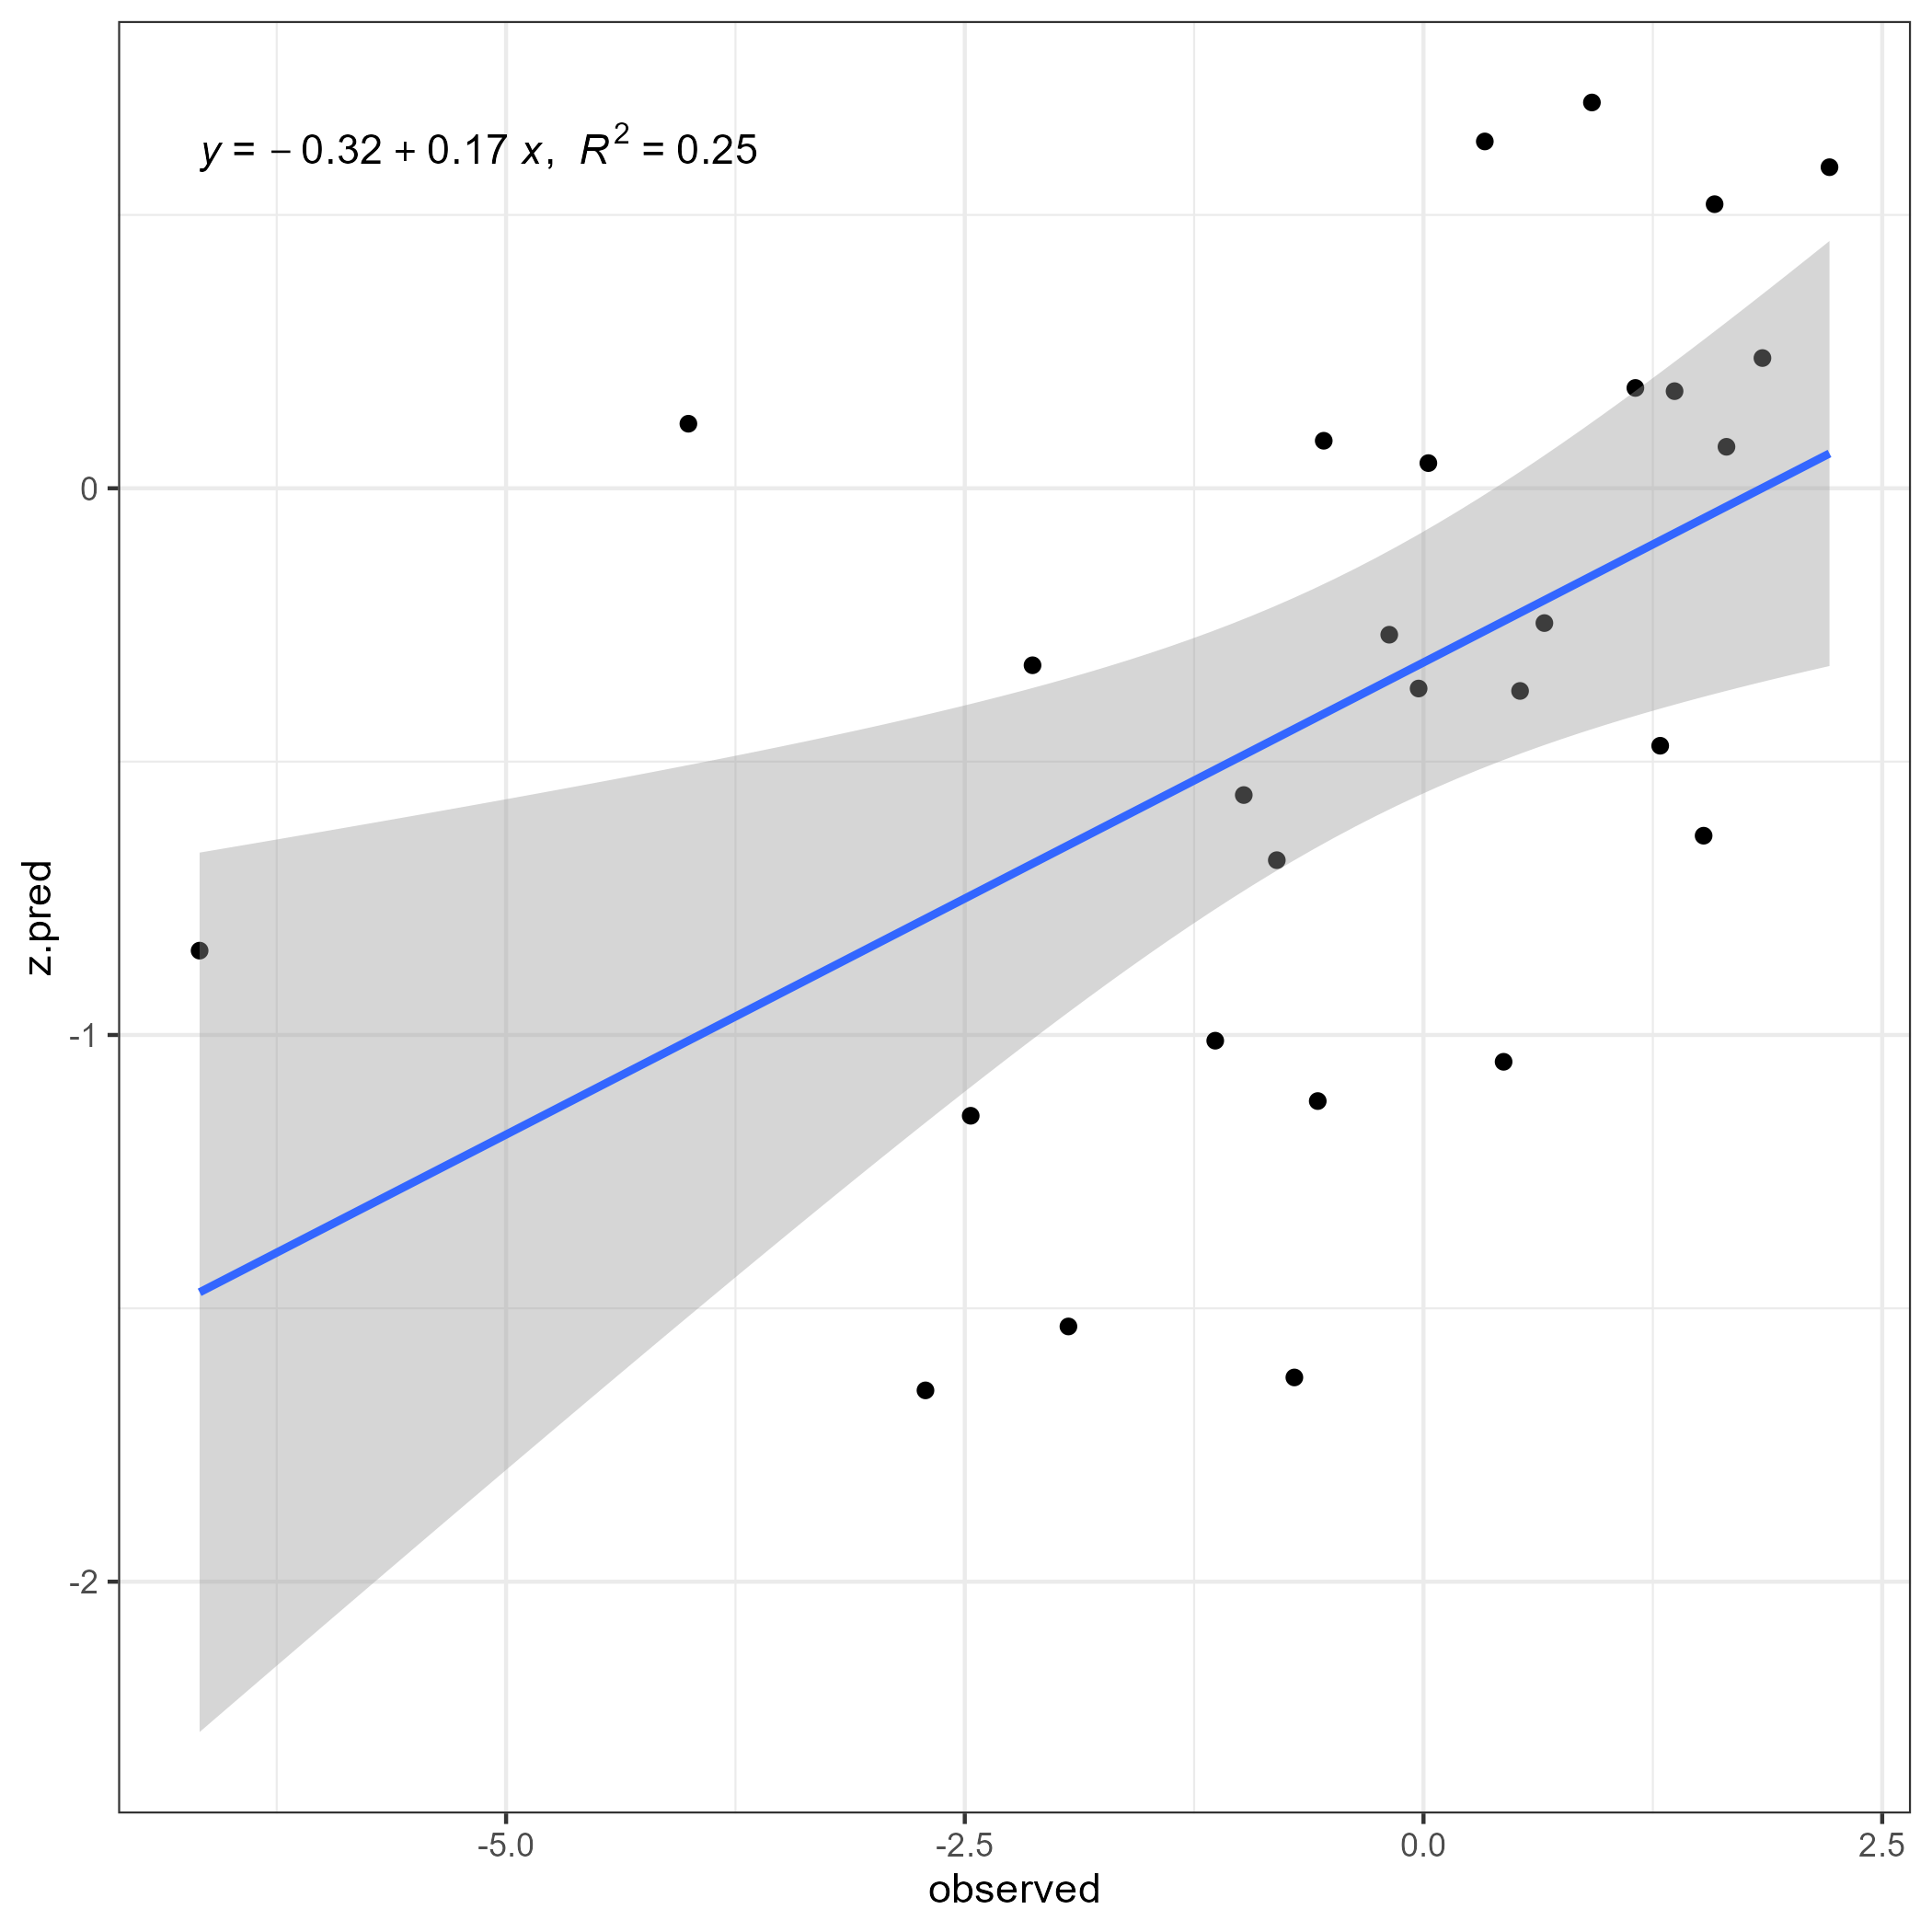 y = − 0.32 + 0.17 x, R² = 0.25
0
-1
-2
z.pred
-5.0
-2.5
0.0
2.5
observed